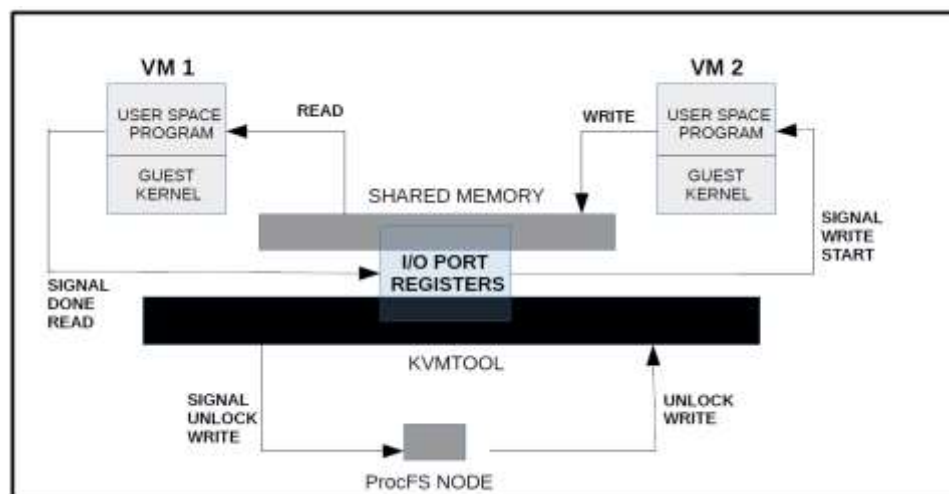 VM 1
VM 2
USER SPACE
PROGRAM
GUEST
KERNEL
READ
WRITE
USER SPACE
PROGRAM
GUEST
KERNEL
SHARED MEMORY
I/O PORT
REGISTERS
SIGNAL
WRITE
START
SIGNAL
DONE
READ
KVMTOOL
SIGNAL
UNLOCK
WRITE
UNLOCK
WRITE
ProcFS NODE